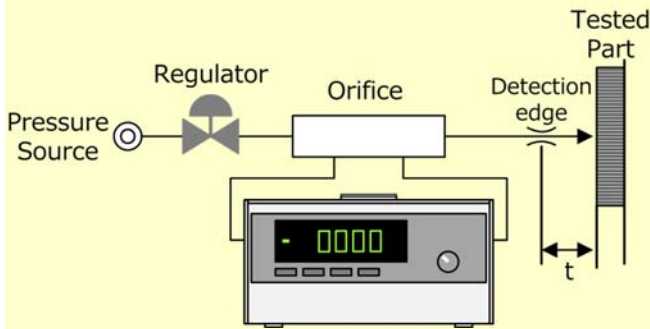 Tested
Part
Regulator
Orifice
Detection
edge
Pressure
Source
- 0000
t